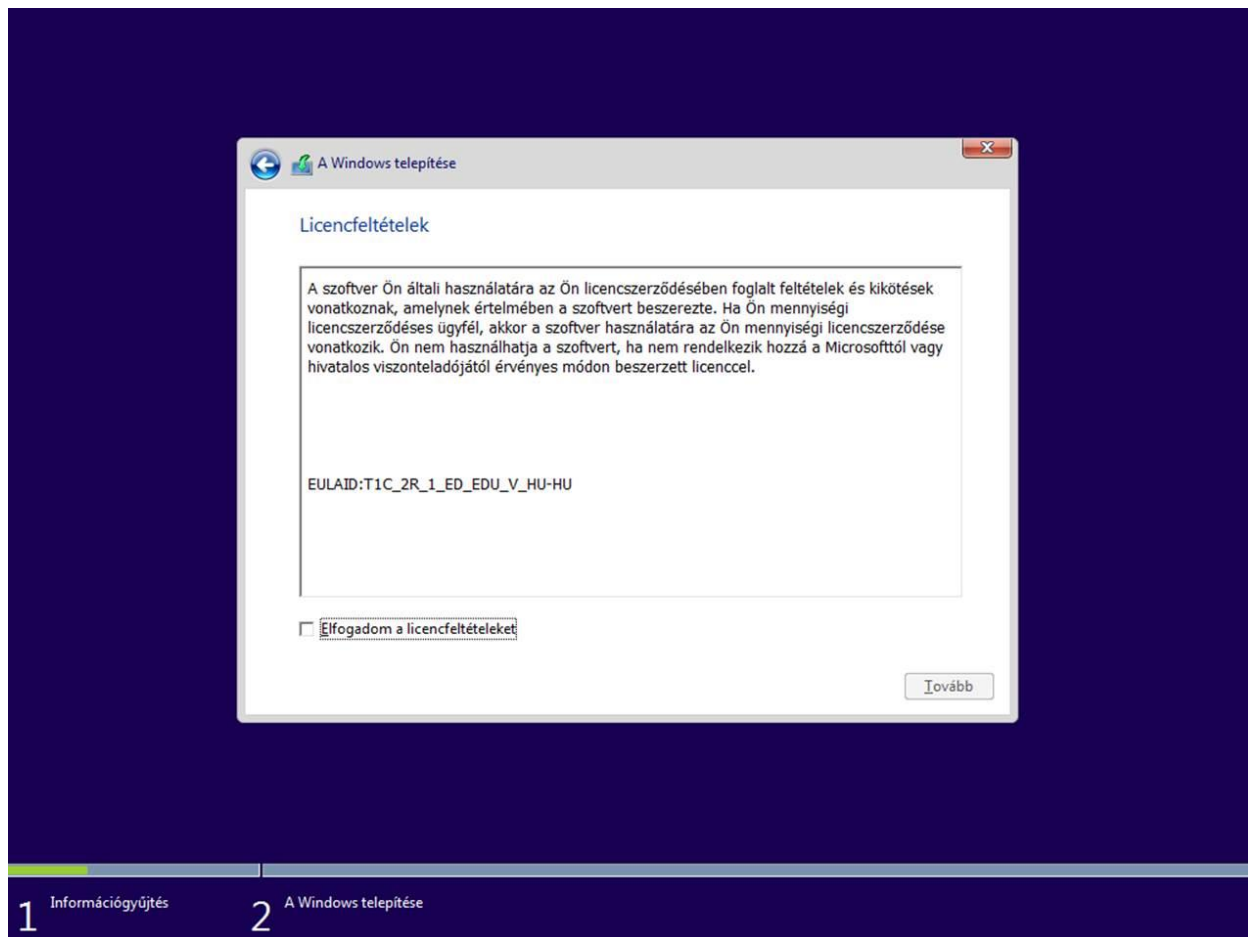 A Windows telepítése
Licencfeltételek
A szoftver Ön általi használatára az Ön licencszerződésében foglalt feltételek és kikötések
vonatkoznak, amelynek értelmében a szoftvert beszerezte. Ha Ön mennyiségi
licencszerződéses ügyfél, akkor a szoftver használatára az Ön mennyiségi licencszerződése
vonatkozik. Ön nem használhatja a szoftvert, ha nem rendelkezik hozzá a Microsofttól vagy
hivatalos viszonteladójától érvényes módon beszerzett licenccel.
EULAID:T1C_2R_1_ED_EDU_V_HU-HU
Elfogadom a licencfeltételeket
Tovább
1 Információgyűjtés
2 A Windows telepítése